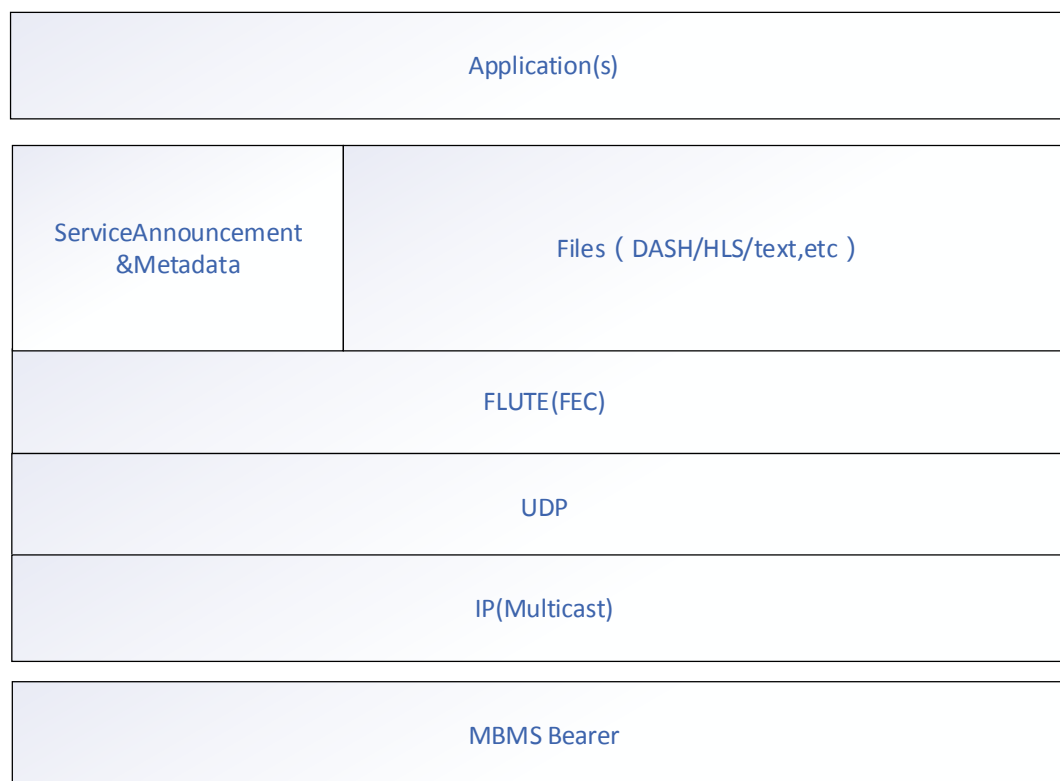 Application(s)
ServiceAnnouncement
&Metadata
Files ( DASH/HLS/text,etc )
FLUTE(FEC)
UDP
IP(Multicast)
MBMS Bearer